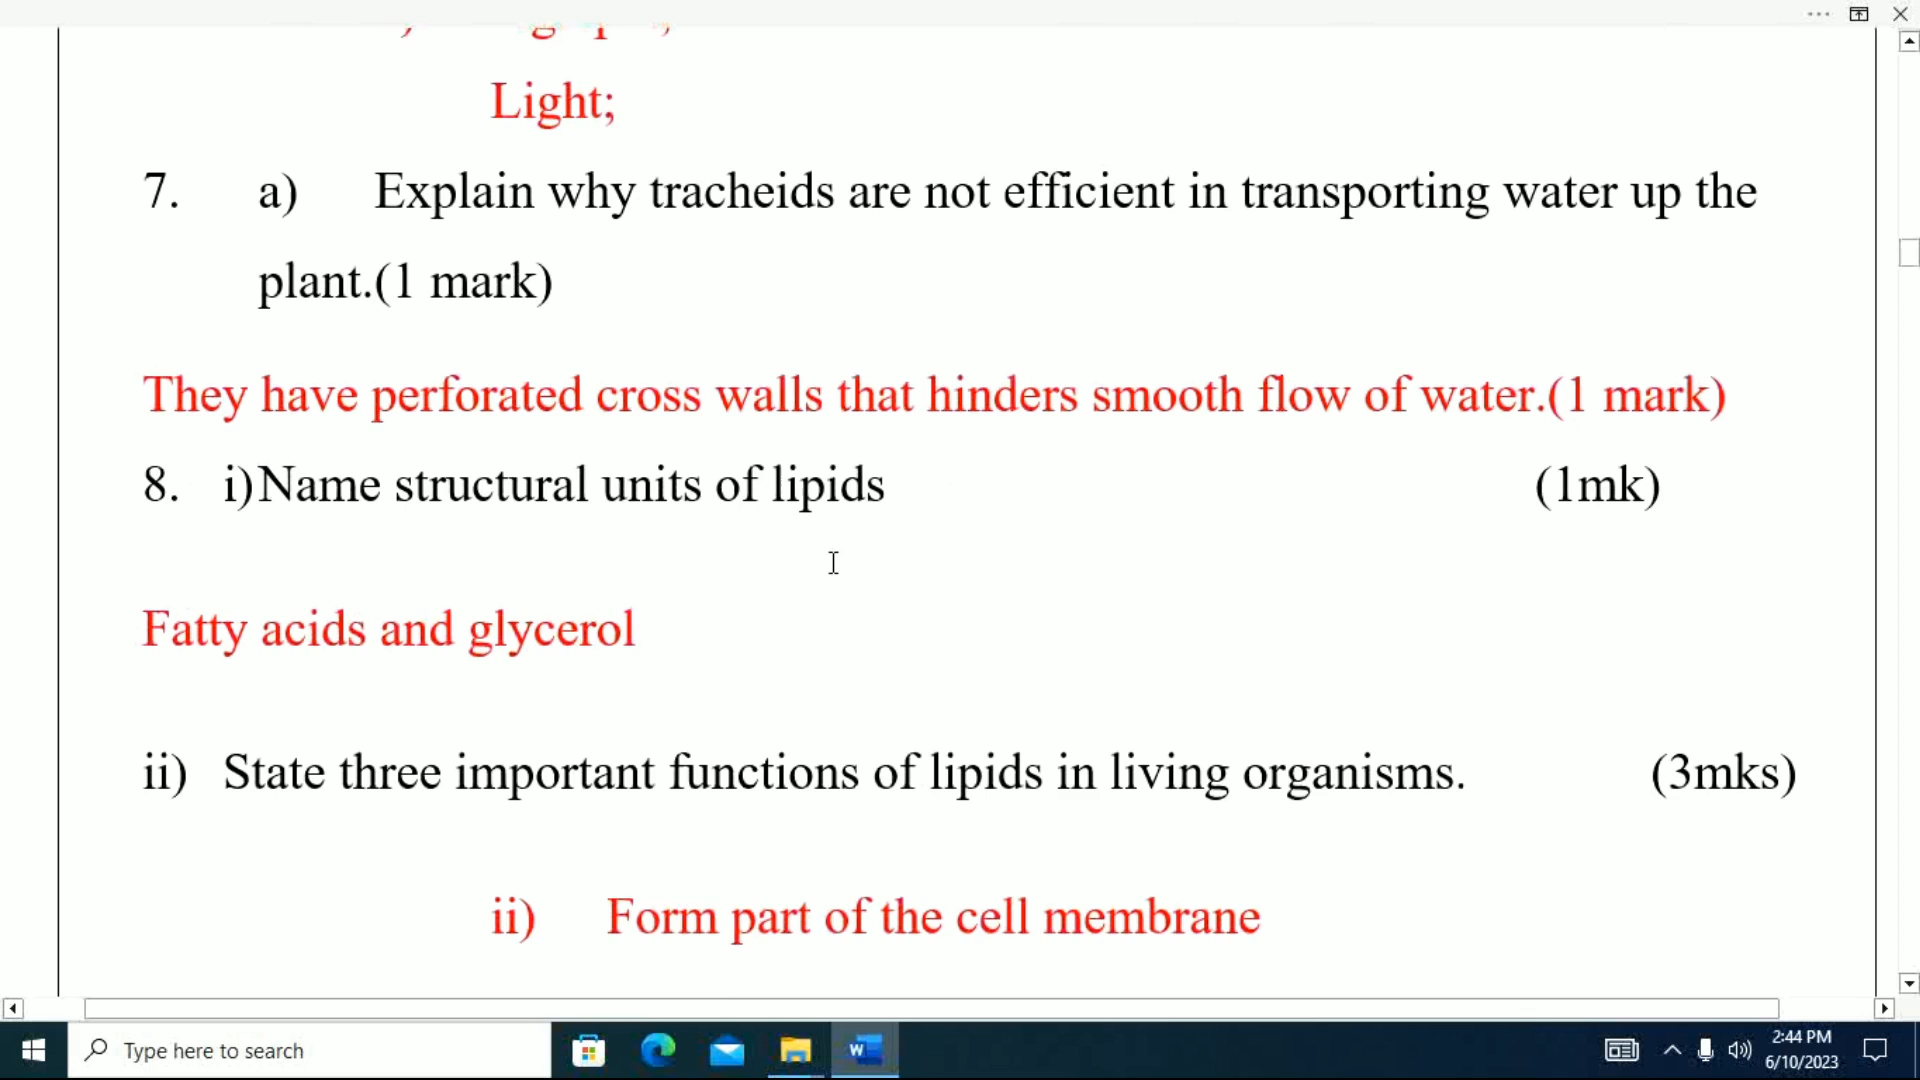 Light;
7. a) Explain why tracheids are not efficient in transporting water up the
plant.(1 mark)
They have perforated cross walls that hinders smooth flow of water.(1 mark)
8. i)Name structural units of lipids (1mk)
Fatty acids and glycerol
ii) State three important functions of lipids in living organisms. (3mks)
ii) Form part of the cell membrane
Type here to search
2:44 PM
6/10/2023